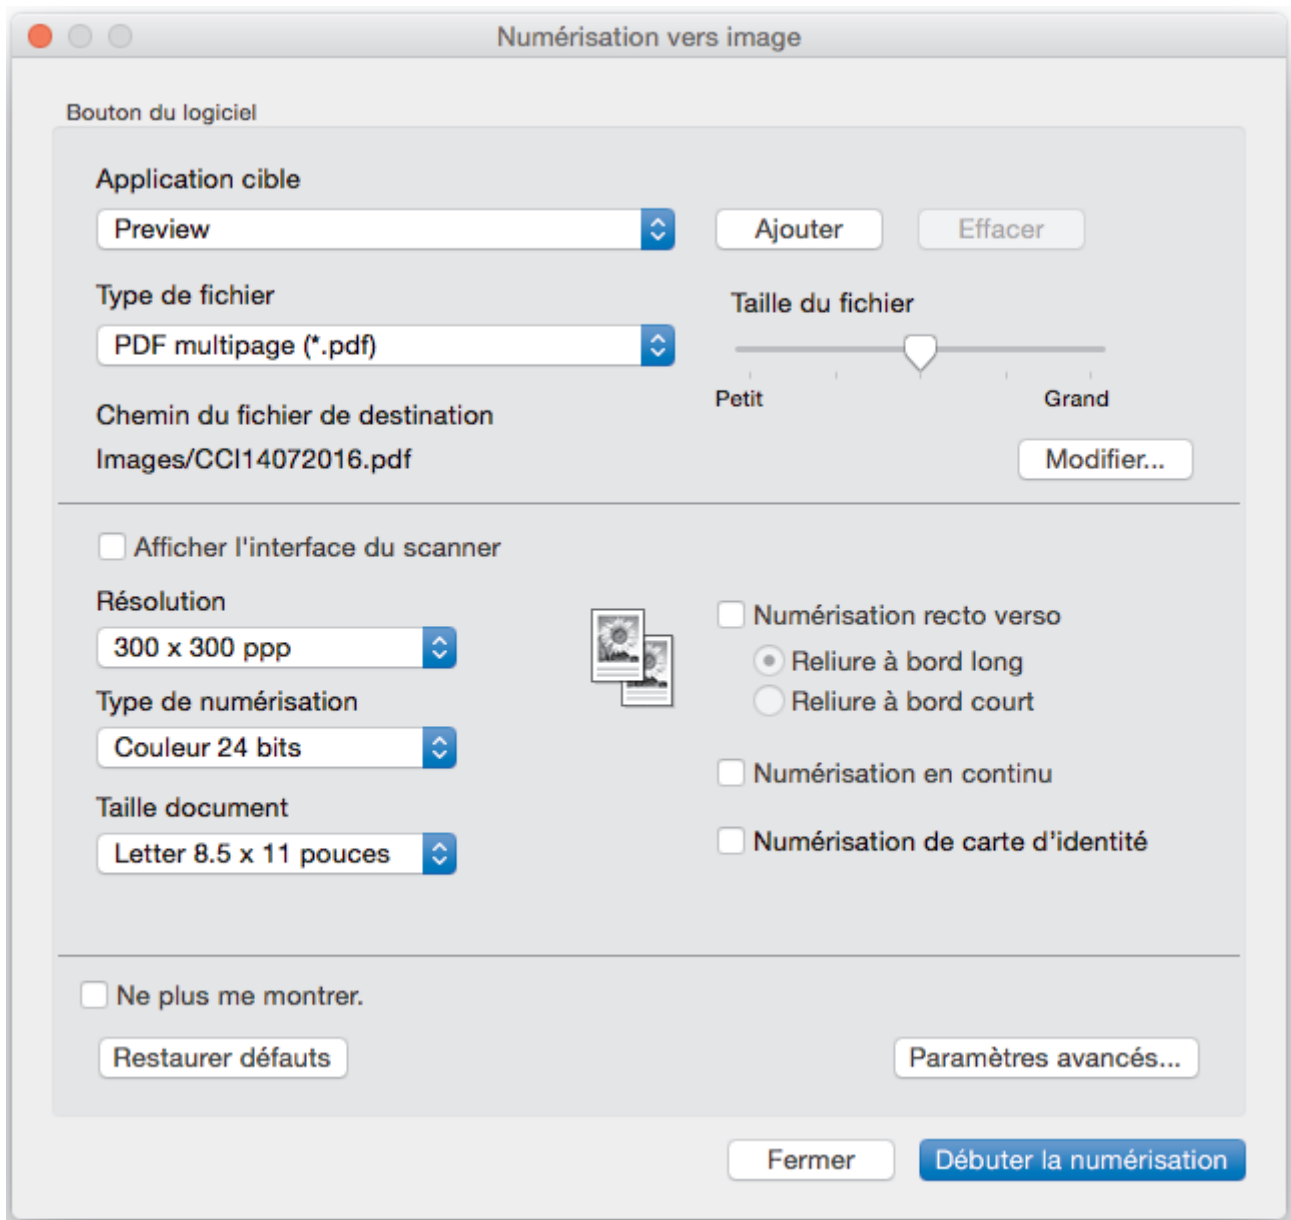 Numérisation vers image
Bouton du logiciel
Application cible
Preview
Ajouter
Effacer
Type de fichier
Taille du fichier
PDF multipage (*.pdf)
Petit
Grand
Chemin du fichier de destination
Images/CCI14072016.pdf
Modifier...
Afficher l'interface du scanner
Résolution
300 x 300 ppp
Type de numérisation
Couleur 24 bits
Taille document
Letter 8.5 x 11 pouces
Numérisation recto verso
Reliure à bord long
Reliure à bord court
Numérisation en continu
Numérisation de carte d'identité
Ne plus me montrer.
Restaurer défauts
Paramètres avancés...
Fermer
Débuter la numérisation